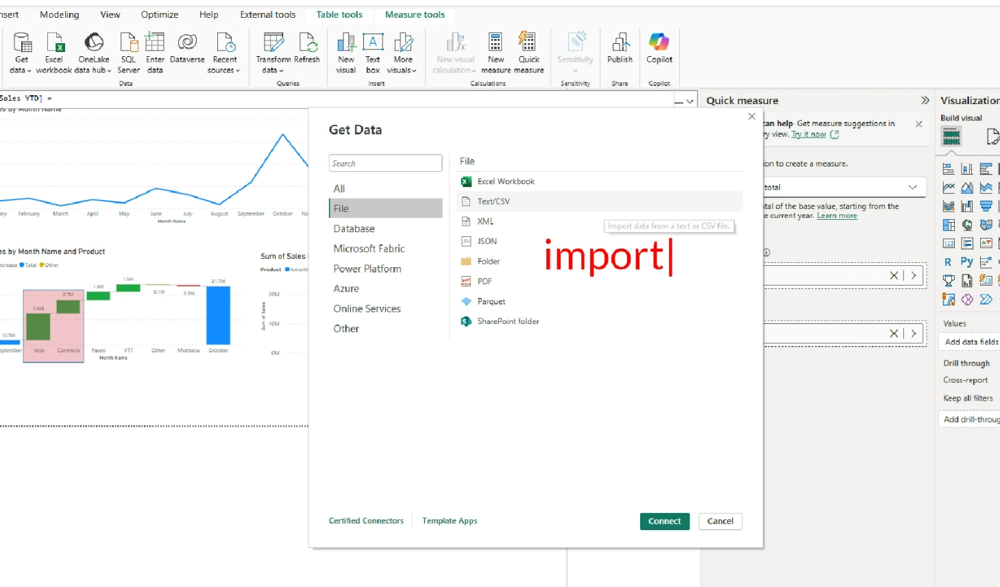 nsert Modeling View Optimize Help External tools Table tools Measure tools
Get data
Excel workbook
OneLake data hub
SQL Server
Enter data
Dataverse
Recent sources
Transform data
Refresh
New visual
Text box
More visuals
New visual calculation
New measure
Quick measure
Sensitivity
Publish
Copilot
Data Queries Insert Calculations Sensitivity Share Copilot
Sales YTD] =
es by Month Name
ary February March April May June July August September October No
Month Name
es by Month Name and Product
crease Total Other
5.4M
2.7M
1.6M
1.5M
0.1M
0.3M
21.7M
10.9M
eptember Velo Carretera Paseo VTT Other Montana October
Month Name
Sum of Sales
Product Amarill
20M
10M
0M
Sum of Sales
Get Data
Search
All
File
Database
Microsoft Fabric
Power Platform
Azure
Online Services
Other
File
Excel Workbook
Text/CSV
XML
JSON
Folder
PDF
Parquet
SharePoint folder
Import data from a text or CSV file.
import
Certified Connectors
Template Apps
Connect
Cancel
Quick measure
can help Get measure suggestions in
ry view. Try it now
ion to create a measure.
total
tal of the base value, starting from the
e current year. Learn more
Visualization
Build visual
R Py
123
Values
Add data fields
Drill through
Cross-report
Keep all filters
Add drill-throug